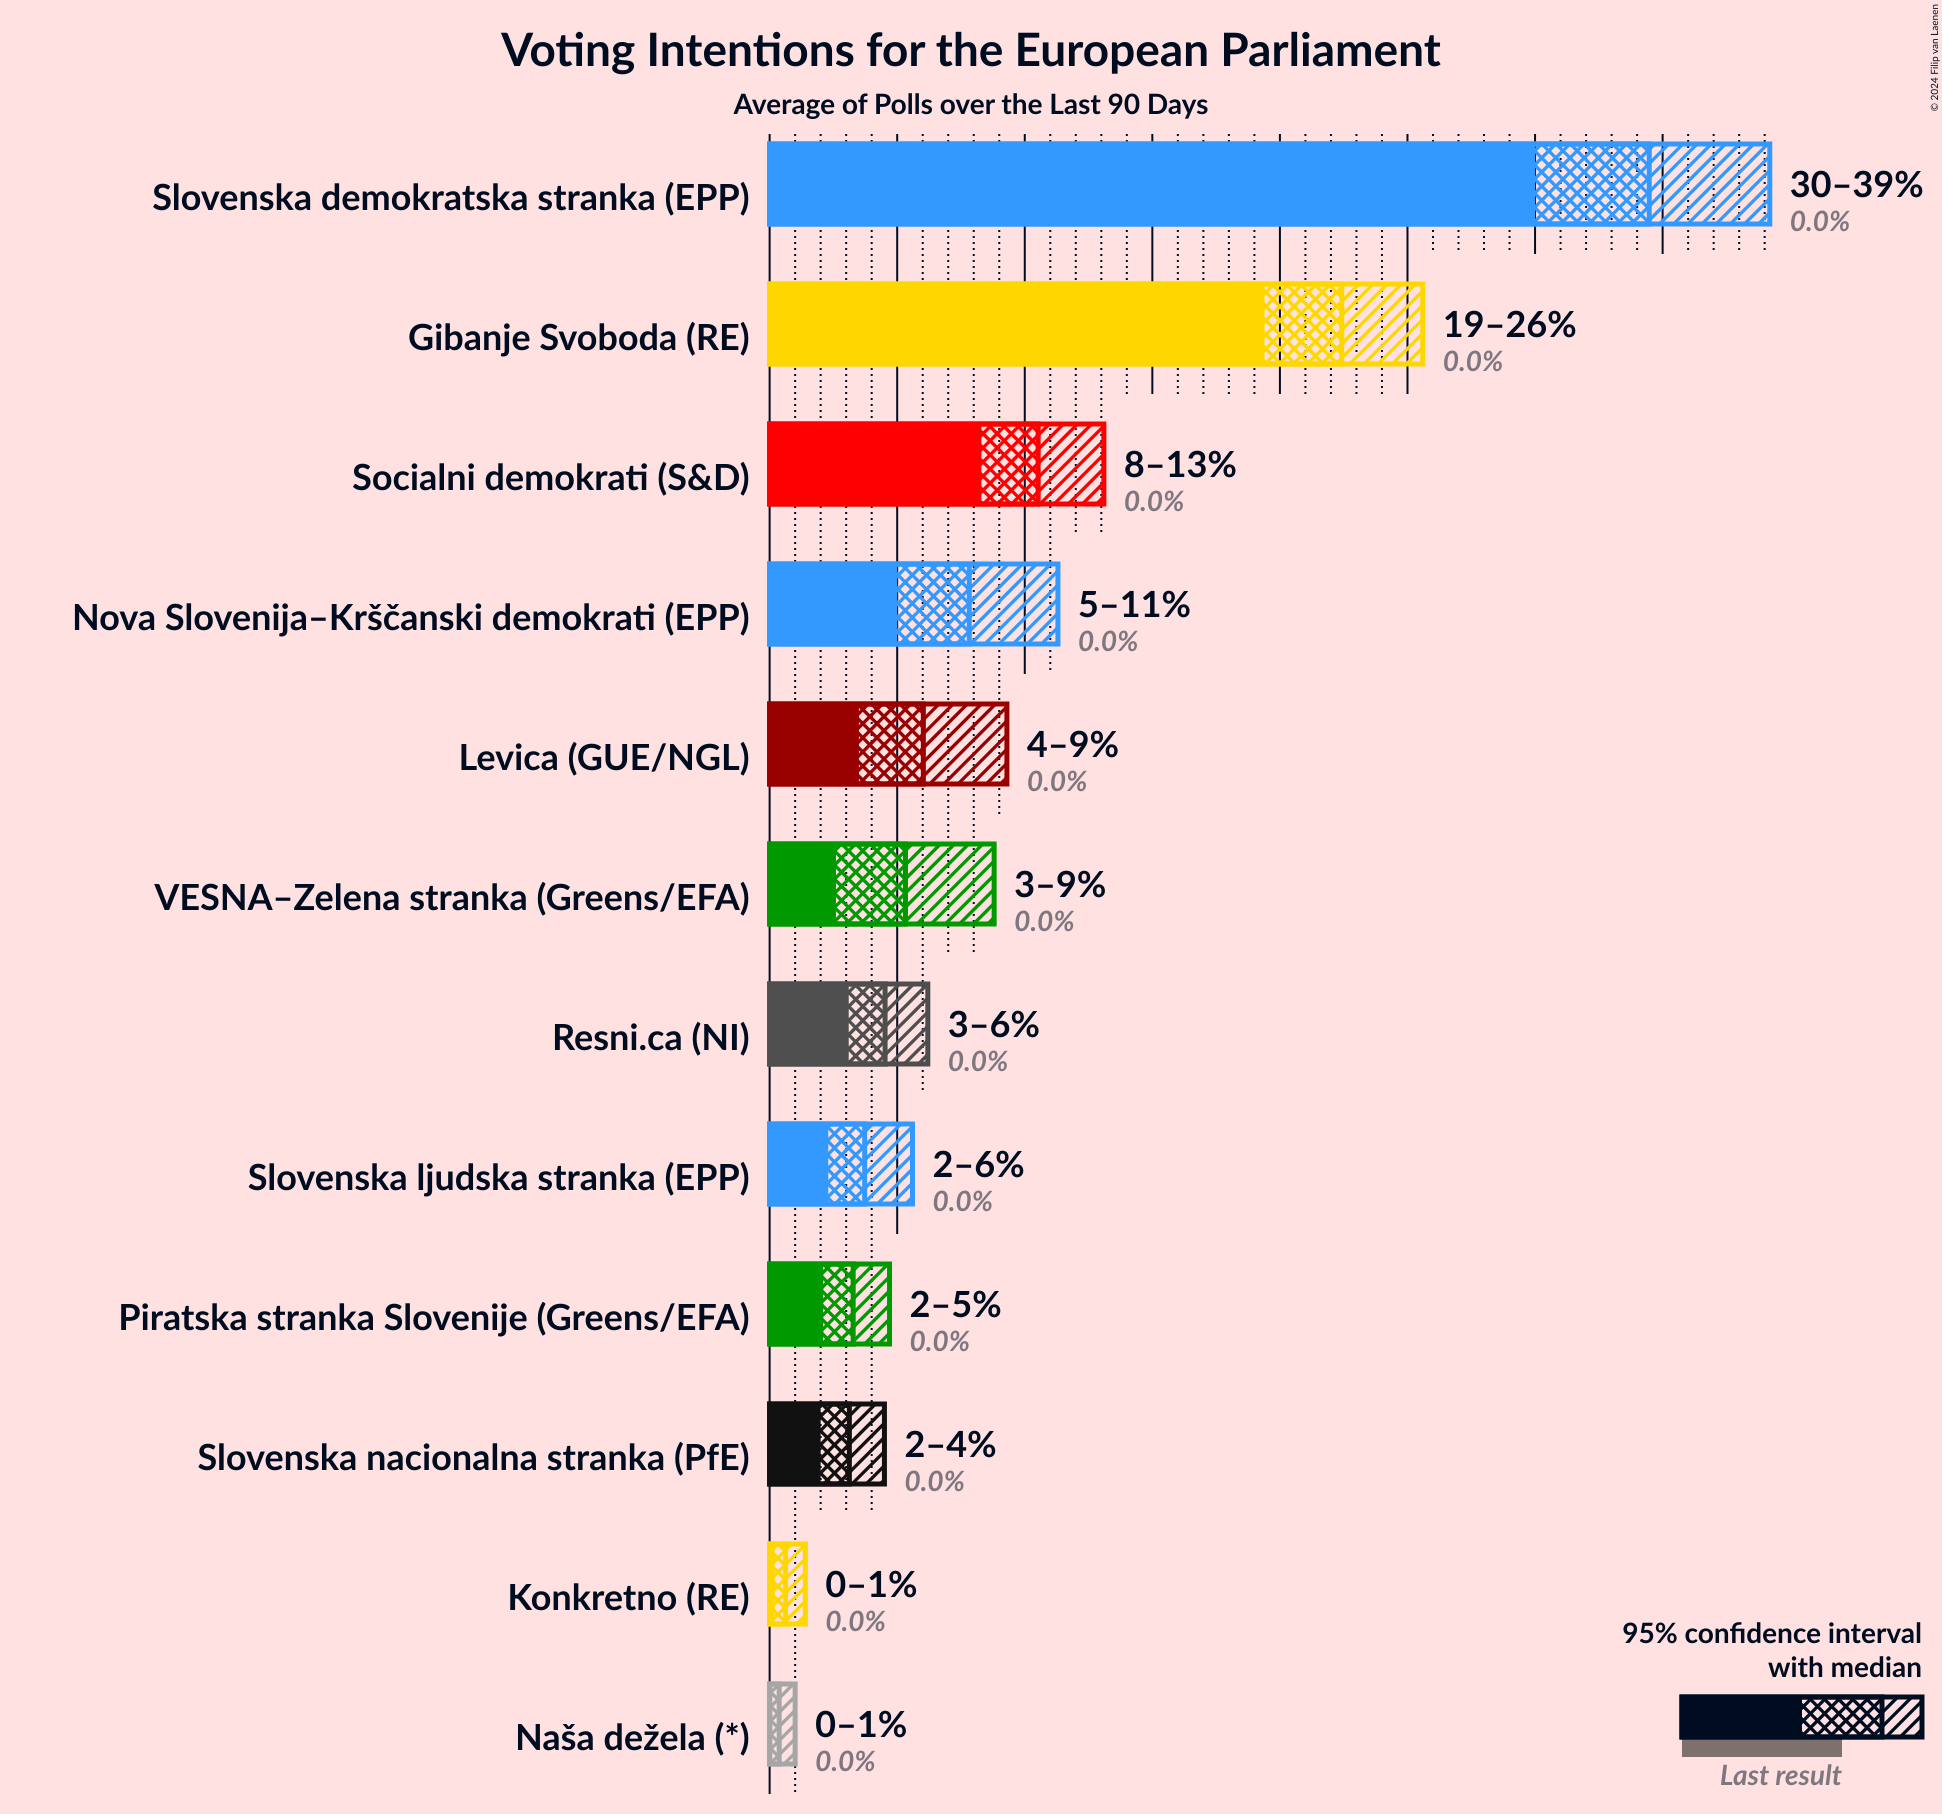 Voting Intentions for the European Parliament
Average of Polls over the Last 90 Days
© 2024 Filip van Laenen
Slovenska demokratska stranka (EPP)
30–39%
0.0%
Gibanje Svoboda (RE)
19–26%
0.0%
Socialni demokrati (S&D)
8–13%
0.0%
Nova Slovenija–Krščanski demokrati (EPP)
5–11%
0.0%
Levica (GUE/NGL)
4–9%
0.0%
VESNA–Zelena stranka (Greens/EFA)
3–9%
0.0%
Resni.ca (NI)
3–6%
0.0%
Slovenska ljudska stranka (EPP)
2–6%
0.0%
Piratska stranka Slovenije (Greens/EFA)
2–5%
0.0%
Slovenska nacionalna stranka (PfE)
2–4%
0.0%
Konkretno (RE)
0–1%
0.0%
Naša dežela (*)
0–1%
0.0%
95% confidence interval
with median
Last result